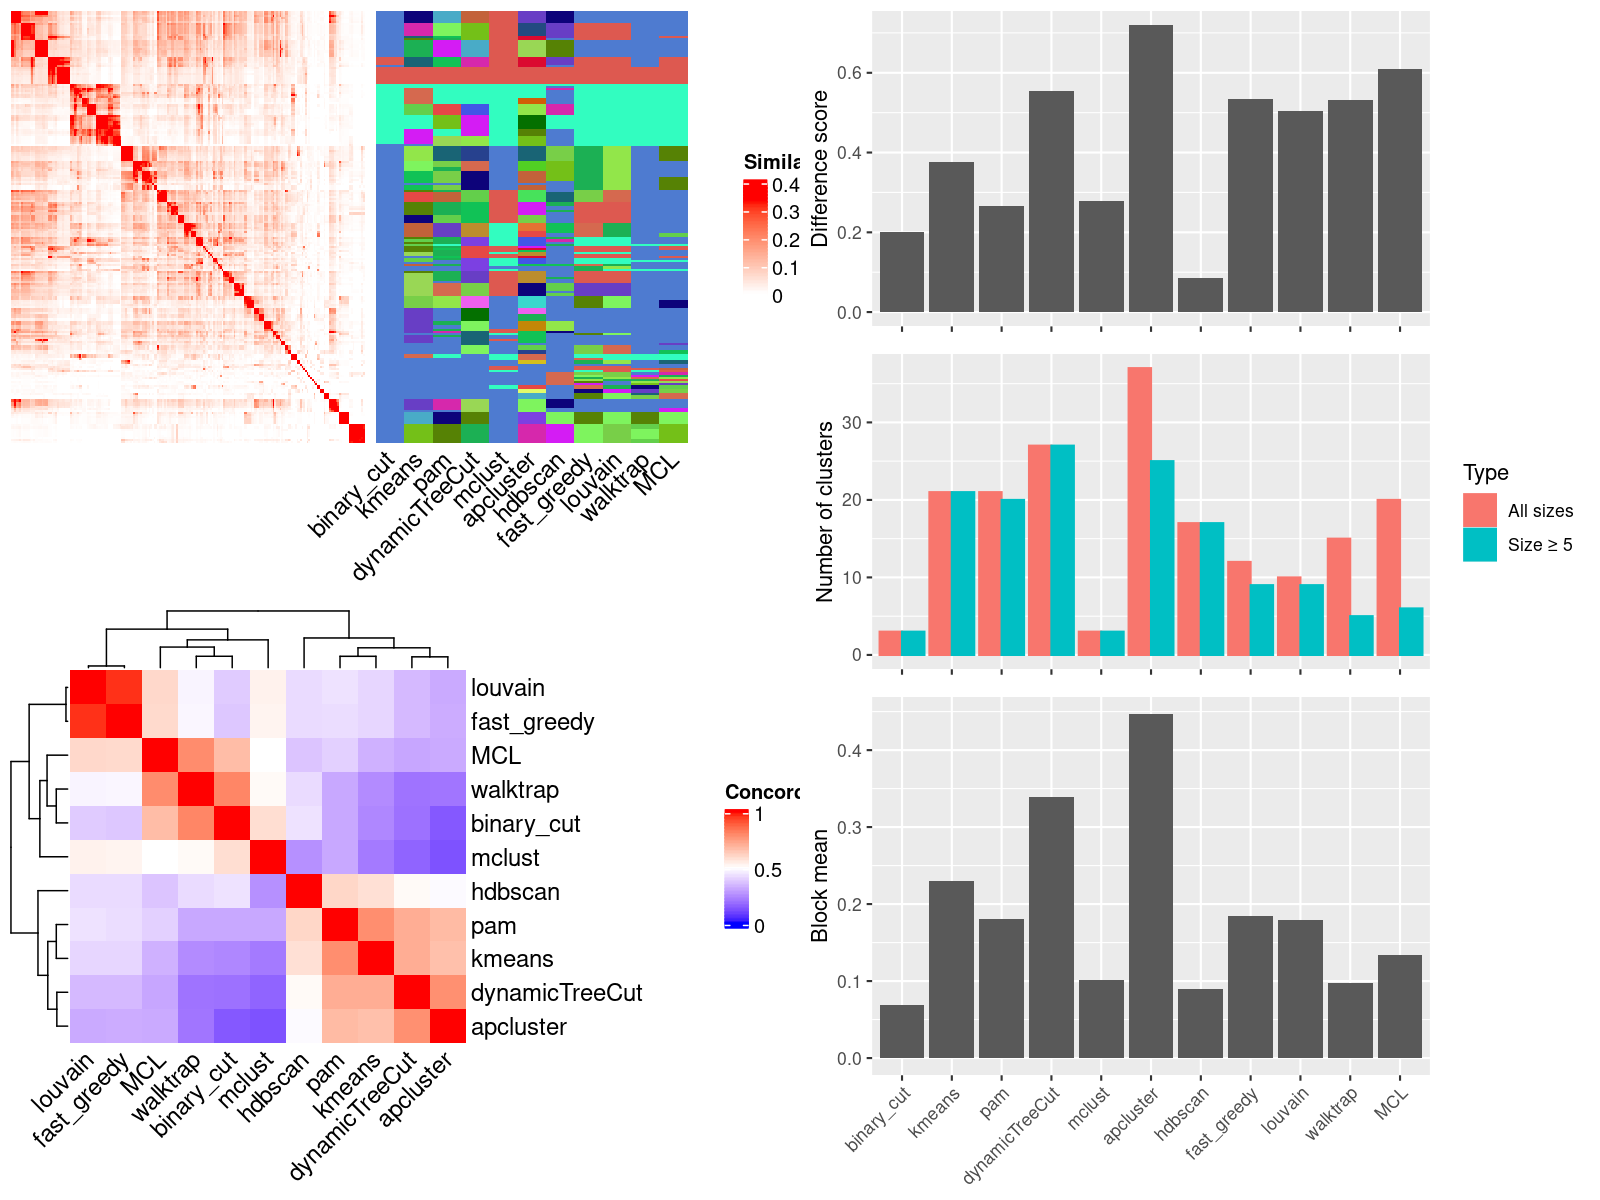 Simila
0.4
0.3
0.2
0.1
0
binary_cut
kmeans
pam
dynamicTreeCut
mclust
apcluster
hdbscan
fast_greedy
louvain
walktrap
MCL
Concord
1
0.5
0
louvain
fast_greedy
MCL
walktrap
binary_cut
mclust
hdbscan
pam
kmeans
dynamicTreeCut
apcluster
louvain
fast_greedy
MCL
walktrap
binary_cut
mclust
hdbscan
pam
kmeans
dynamicTreeCut
apcluster
Difference score
0.6
0.4
0.2
0.0
Number of clusters
30
20
10
0
Type
All sizes
Size ≥ 5
Block mean
0.4
0.3
0.2
0.1
0.0
binary_cut
kmeans
pam
dynamicTreeCut
mclust
apcluster
hdbscan
fast_greedy
louvain
walktrap
MCL